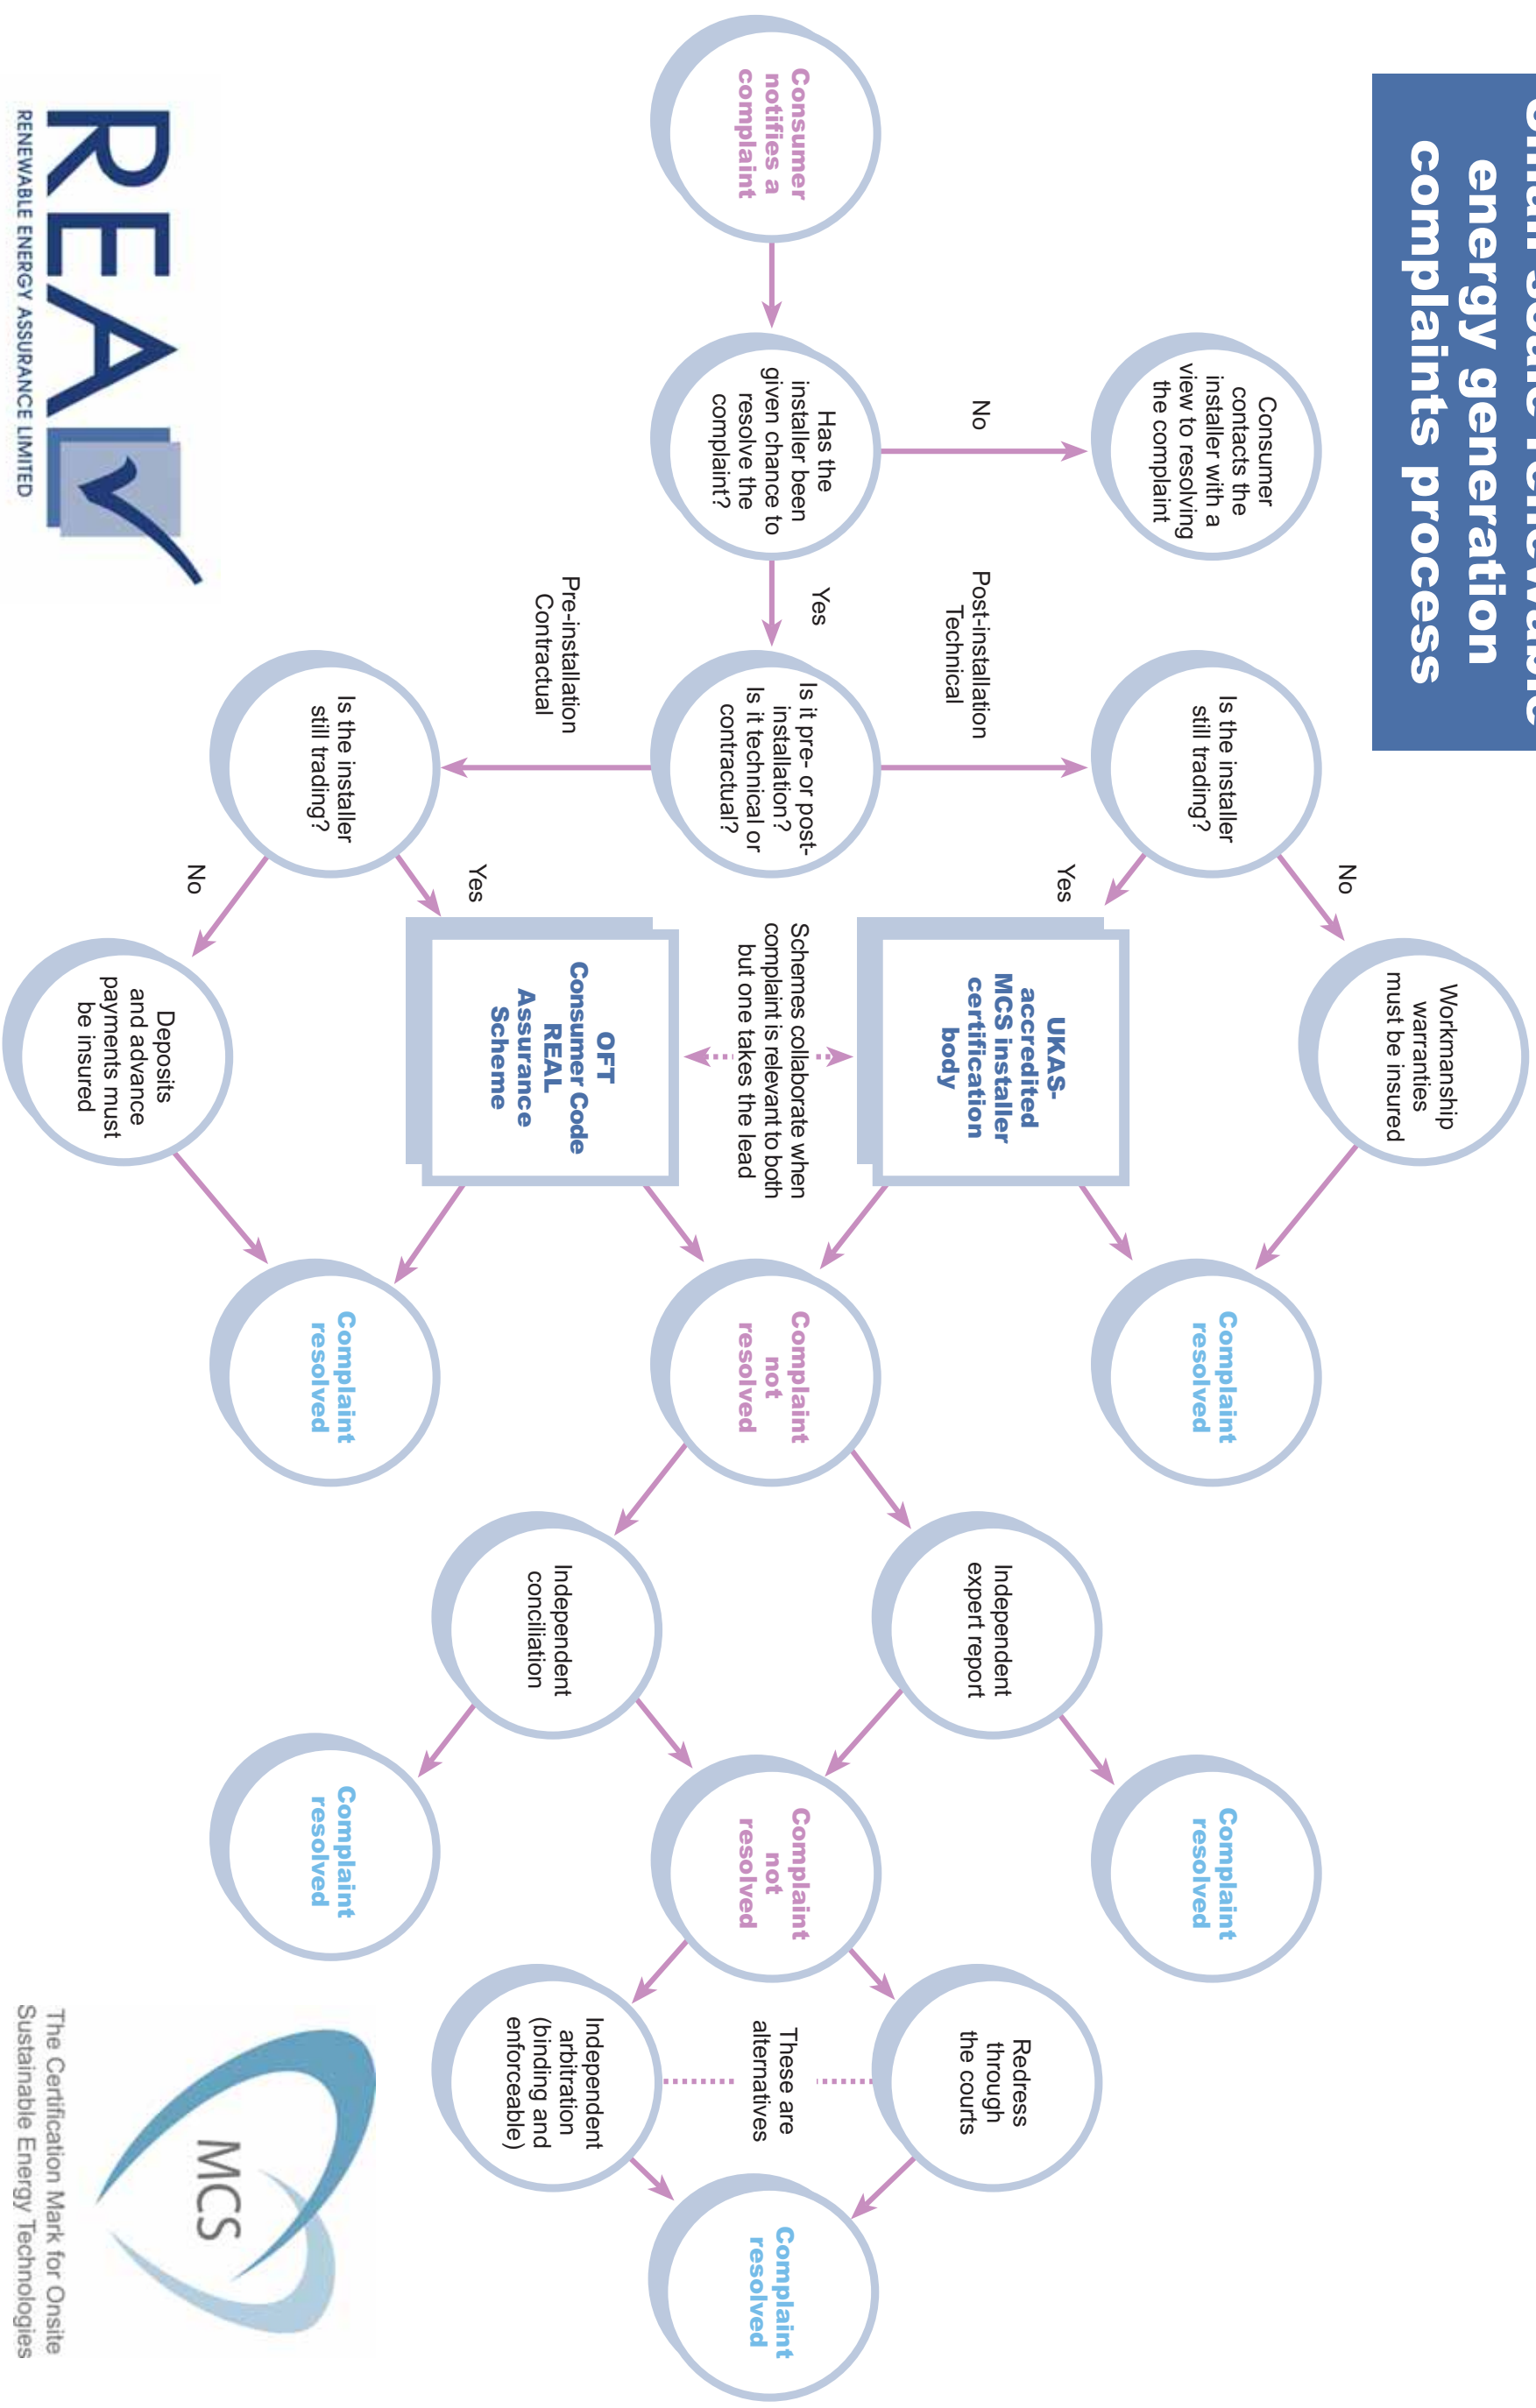 Small scale renewable
energy generation
complaints process
Consumer
notifies a
complaint
Consumer
contacts the
installer with a
view to resolving
the complaint
No
Has the
installer been
given chance to
resolve the
complaint?
Yes
Post-installation
Technical
Is it pre- or post-
installation?
Is it technical or
contractual?
Pre-installation
Contractual
Is the installer
still trading?
No
Yes
Is the installer
still trading?
Yes
No
Workmanship
warranties
must be insured
UKAS-
accredited
MCS installer
certification
body
Schemes collaborate when
complaint is relevant to both
but one takes the lead
OFT
Consumer Code
REAL
Assurance
Scheme
Deposits
and advance
payments must
be insured
Complaint
resolved
Complaint
not
resolved
Complaint
resolved
Independent
expert report
Independent
conciliation
Complaint
resolved
Complaint
not
resolved
Complaint
resolved
Redress
through
the courts
These are
alternatives
Independent
arbitration
(binding and
enforceable)
Complaint
resolved
REAL
RENEWABLE ENERGY ASSURANCE LIMITED
MCS
The Certification Mark for Onsite
Sustainable Energy Technologies